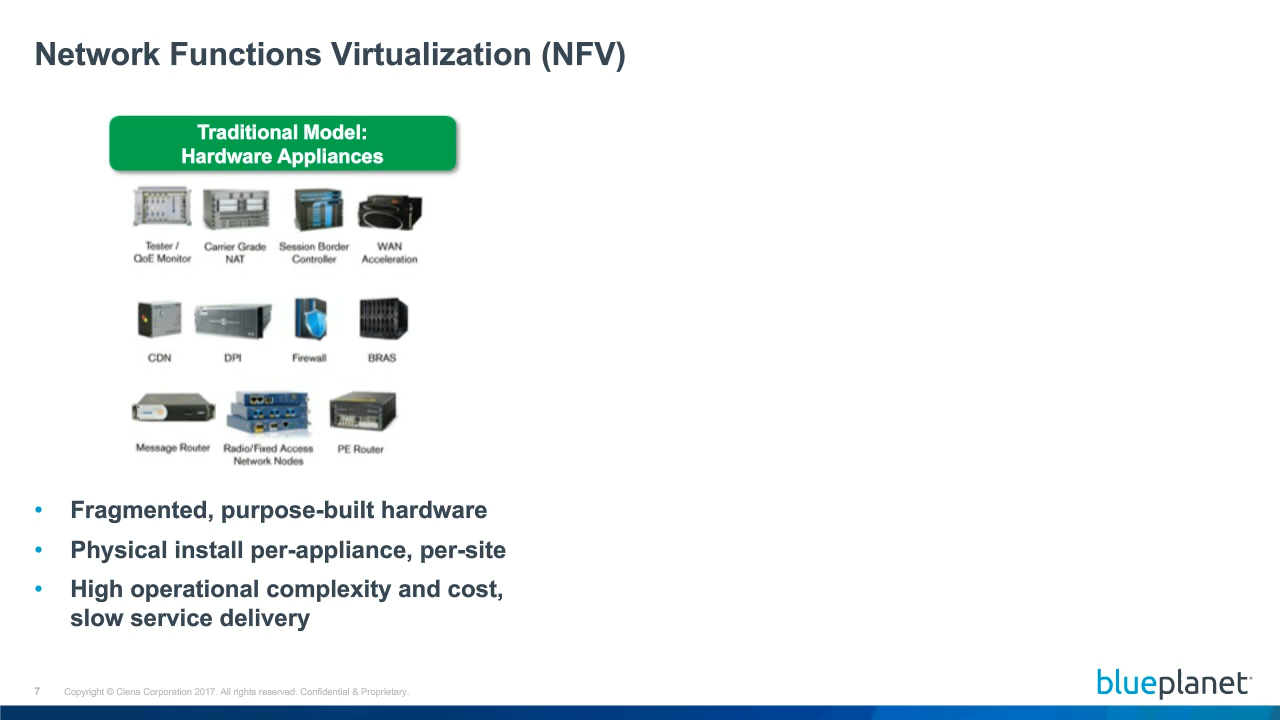 Network Functions Virtualization (NFV)
Traditional Model:
Hardware Appliances
Tester / QoE Monitor
Carrier Grade NAT
Session Border Controller
WAN Acceleration
CDN
DPI
Firewall
BRAS
Message Router
Radio/Fixed Access Network Nodes
PE Router
• Fragmented, purpose-built hardware
• Physical install per-appliance, per-site
• High operational complexity and cost,
slow service delivery
7 Copyright © Ciena Corporation 2017. All rights reserved. Confidential & Proprietary.
blueplanet